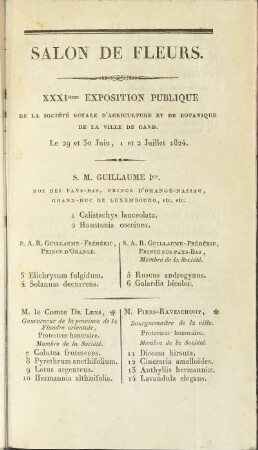 SALON DE FLEURS.
XXXIme EXPOSITION PUBLIQUE
DE LA SOCIÉTÉ ROYALE D'AGRICULTURE ET DE BOTANIQUE
DE LA VILLE DE GAND.
Le 29 et 30 Juin, 1 et 2 Juillet 1824.
S. M. GUILLAUME Ier,
ROI DES PAYS-BAS, PRINCE D'ORANGE-NASSAU,
GRAND-DUC DE LUXEMBOURG, etc. etc.
1 Calistachys lanceolata.
2 Houstonia coccinea.
S. A. R. GUILLAUME-FRÉDÉRIC,
PRINCE D'ORANGE.
3 Elichrysum fulgidum.
4 Solanum decurrens.
S. A. R. GUILLAUME-FRÉDÉRIC,
PRINCE DES PAYS-BAS,
Membre de la Société.
5 Ruscus androgynus.
6 Galardia bicolor.
M. le Comte DE LENS, *
Gouverneur de la province de la
Flandre orientale,
Protecteur honoraire.
Membre de la Société.
7 Colutea frutescens.
8 Pyrethrum anethifolium.
9 Lotus argenteus.
10 Hermannia althæifolia.
M. PIERS-RAVESCHOOT, *
Bourguemaître de la ville.
Protecteur honoraire.
Membre de la Société.
11 Diosma hirsuta.
12 Cineraria amelloides.
13 Anthyllis hermanniæ.
14 Lavandula elegans.